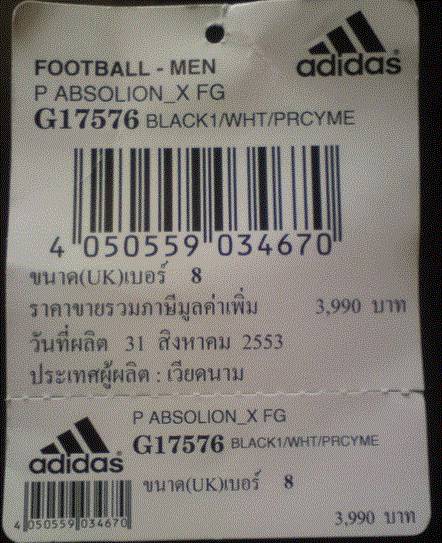 FOOTBALL - MEN
adidas
P ABSOLION_X FG
G17576 BLACK1/WHT/PRCYME
4 050559 034670
ขนาด(UK)เบอร์ 8
ราคาขายรวมภาษีมูลค่าเพิ่ม 3,990 บาท
วันที่ผลิต 31 สิงหาคม 2553
ประเทศผู้ผลิต : เวียดนาม
P ABSOLION_X FG
adidas
G17576 BLACK1/WHT/PRCYME
ขนาด(UK)เบอร์ 8
4 050559 034670
3,990 บาท